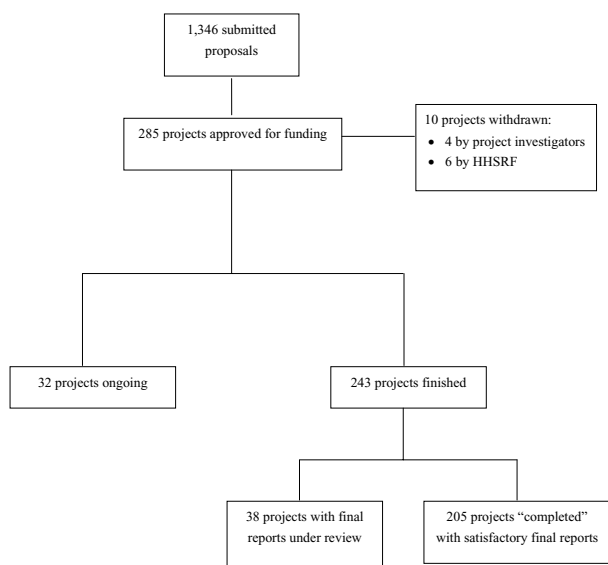 1,346 submitted
proposals
285 projects approved for funding
10 projects withdrawn:
• 4 by project investigators
• 6 by HHSRF
32 projects ongoing
243 projects finished
38 projects with final
reports under review
205 projects “completed”
with satisfactory final reports